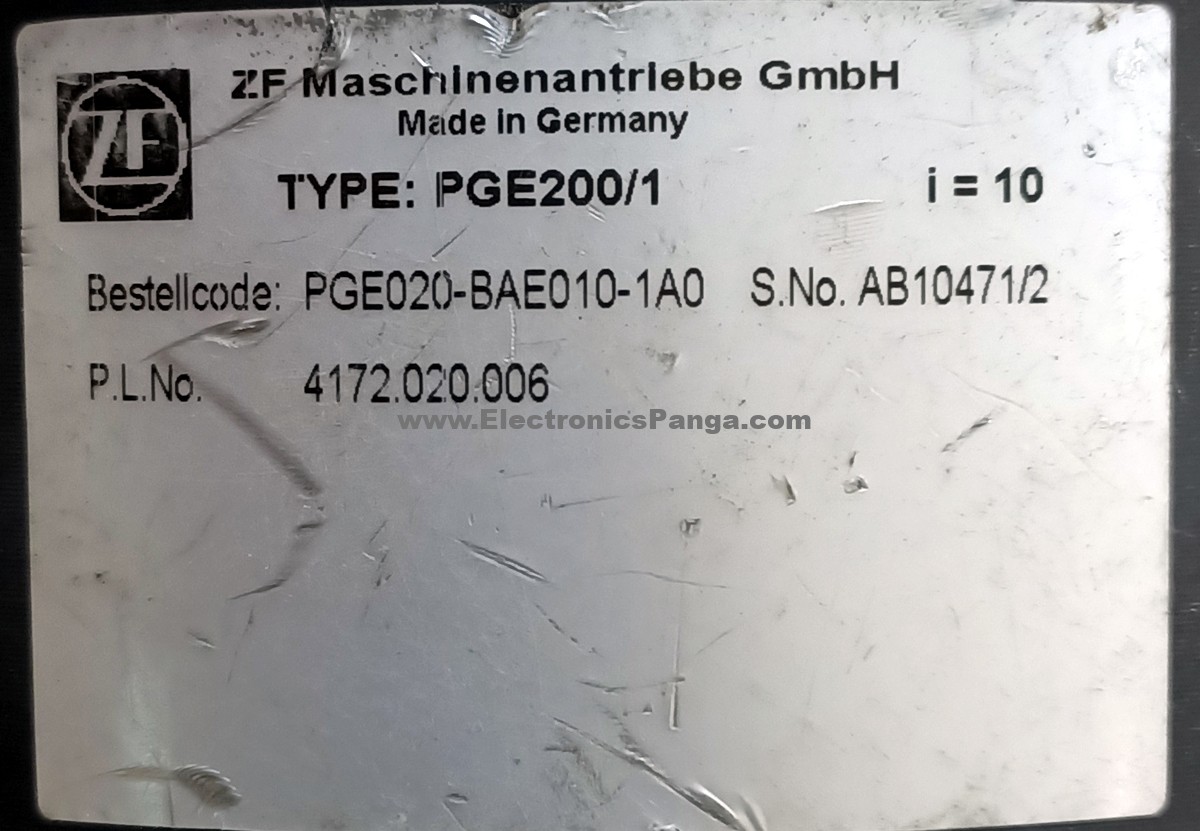 ZF Maschinenantriebe GmbH
Made in Germany
ZF
TYPE: PGE200/1 i = 10
Bestellcode: PGE020-BAE010-1A0 S.No. AB10471/2
P.L.No. 4172.020.006
www.ElectronicsPanga.com